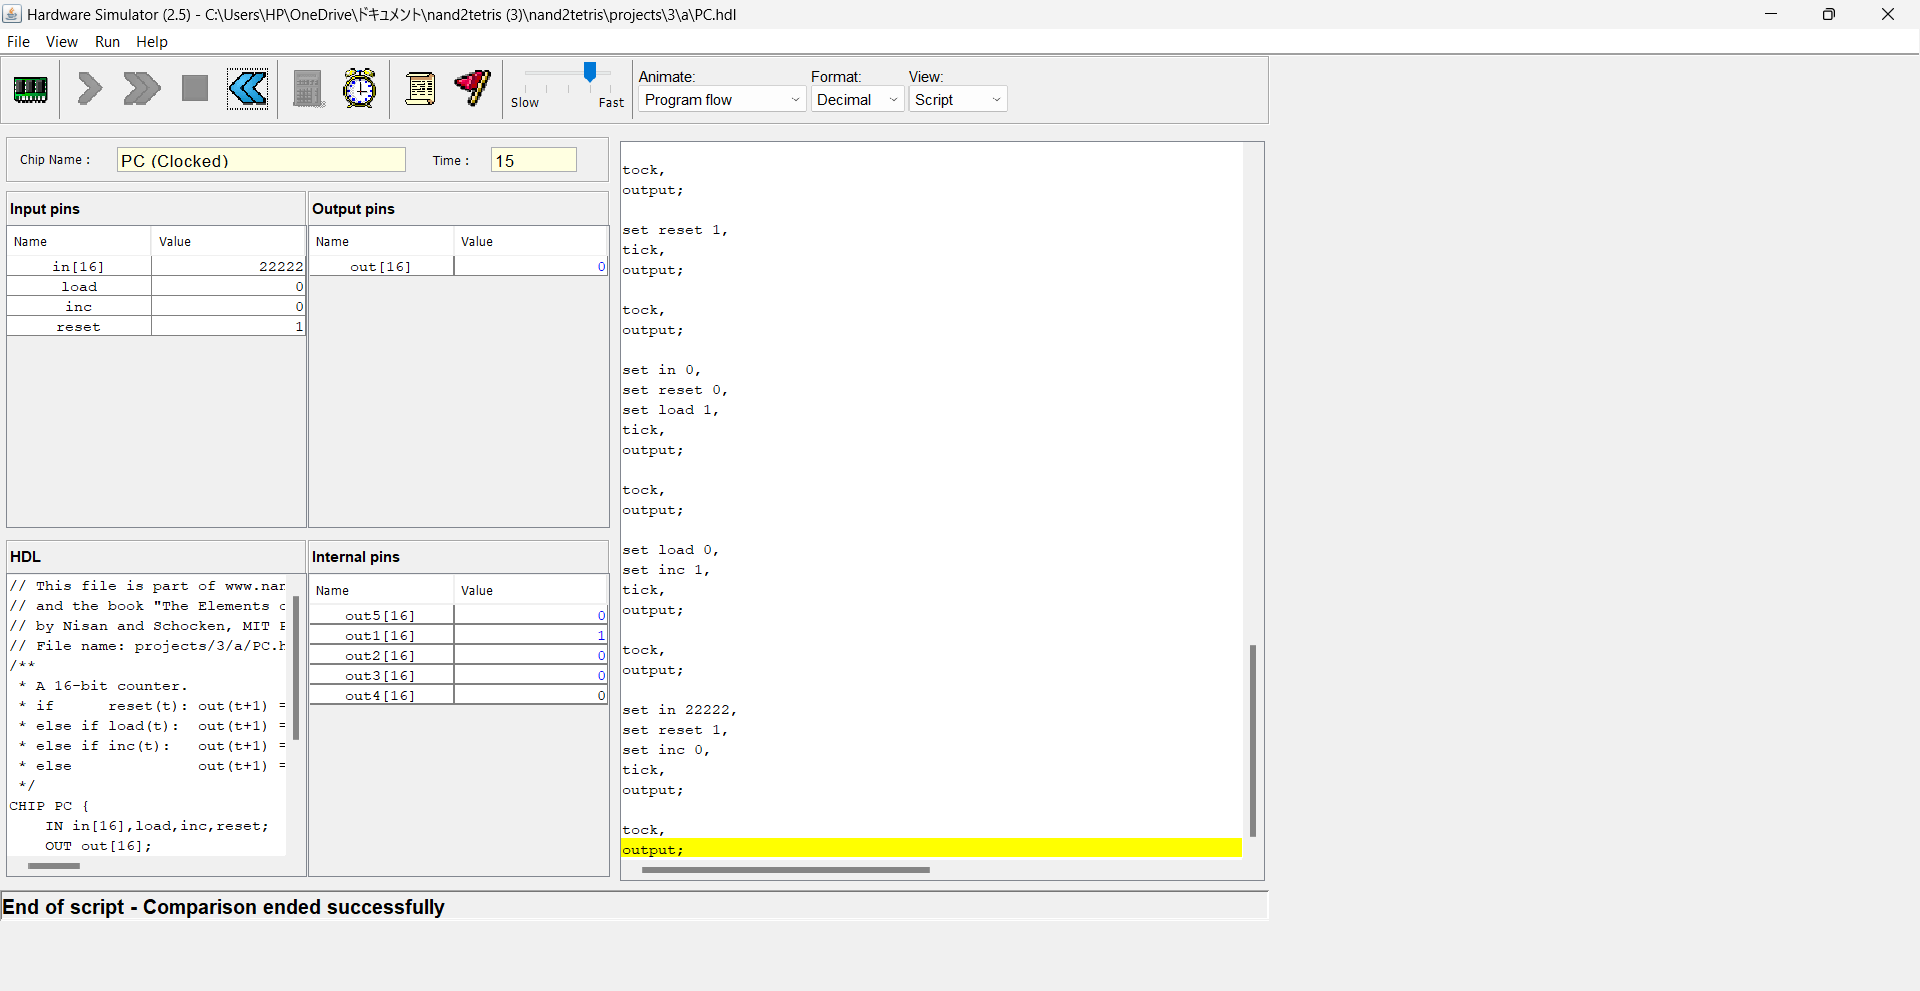 Hardware Simulator (2.5) - C:\Users\HP\OneDrive\ドキュメント\nand2tetris (3)\nand2tetris\projects\3\a\PC.hdl
File View Run Help
Slow Fast
Animate: Format: View:
Program flow Decimal Script
Chip Name : PC (Clocked) Time : 15
Input pins
Name Value
in[16] 22222
load 0
inc 0
reset 1
Output pins
Name Value
out[16] 0
HDL
// This file is part of www.nan
// and the book "The Elements o
// by Nisan and Schocken, MIT P
// File name: projects/3/a/PC.h
/**
* A 16-bit counter.
* if reset(t): out(t+1) =
* else if load(t): out(t+1) =
* else if inc(t): out(t+1) =
* else out(t+1) =
*/
CHIP PC {
IN in[16],load,inc,reset;
OUT out[16];
Internal pins
Name Value
out5[16] 0
out1[16] 1
out2[16] 0
out3[16] 0
out4[16] 0
tock,
output;
set reset 1,
tick,
output;
tock,
output;
set in 0,
set reset 0,
set load 1,
tick,
output;
tock,
output;
set load 0,
set inc 1,
tick,
output;
tock,
output;
set in 22222,
set reset 1,
set inc 0,
tick,
output;
tock,
output;
End of script - Comparison ended successfully